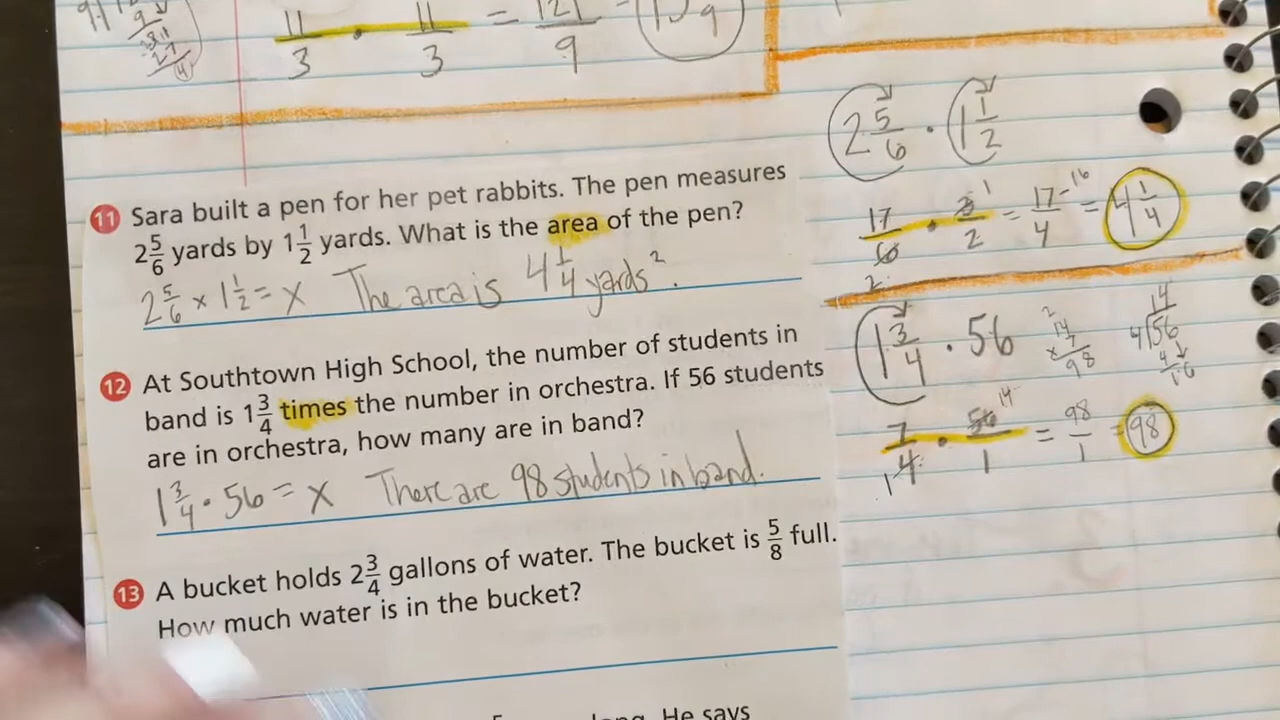 11/3 · 11/3 = 121/9
11 Sara built a pen for her pet rabbits. The pen measures
2 5/6 yards by 1 1/2 yards. What is the area of the pen?
2 5/6 x 1 1/2 = x The area is 4 1/4 yards².
12 At Southtown High School, the number of students in
band is 1 3/4 times the number in orchestra. If 56 students
are in orchestra, how many are in band?
1 3/4 · 56 = x There are 98 students in band.
13 A bucket holds 2 3/4 gallons of water. The bucket is 5/8 full.
How much water is in the bucket?
He says
2 5/6 · 1 1/2
17/6 · 3/2 = 17/4 = 4 1/4
1 3/4 · 56
7/4 · 56/1 = 98/1 = 98